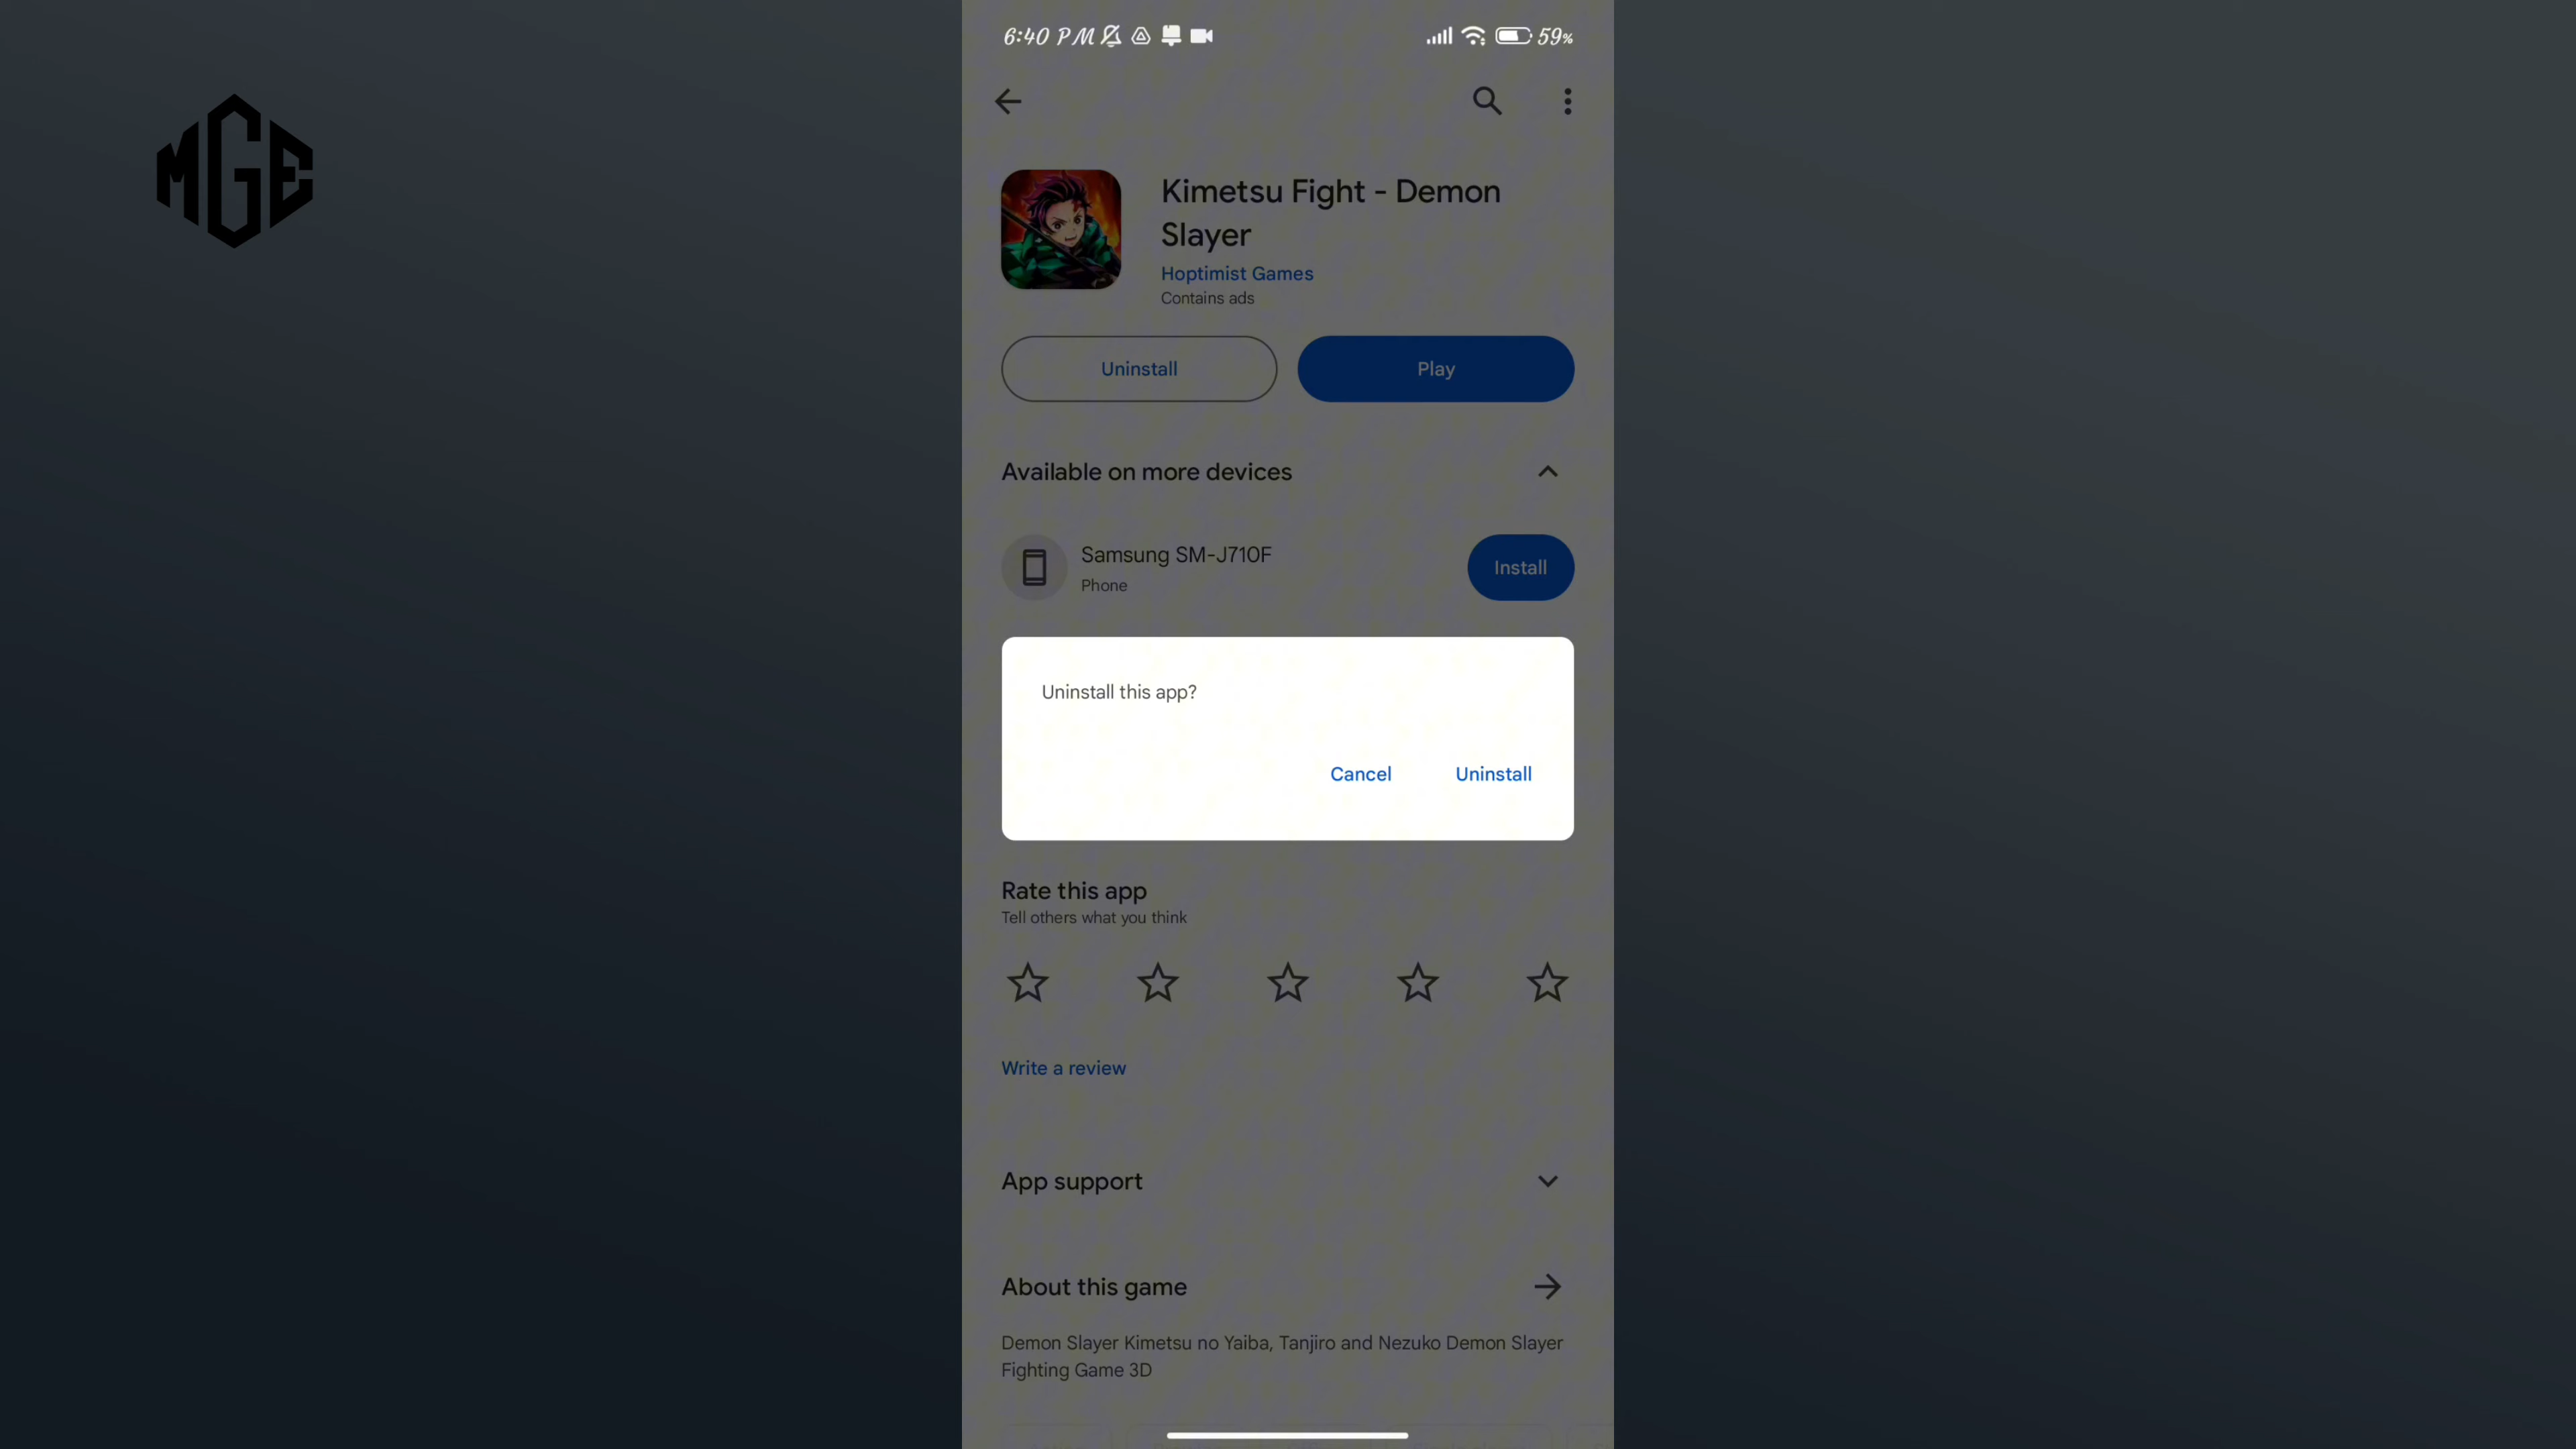 6:40 PM
59%
MGE
Kimetsu Fight - Demon
Slayer
Hoptimist Games
Contains ads
Uninstall
Play
Available on more devices
Samsung SM-J710F
Phone
Install
Uninstall this app?
Cancel
Uninstall
Rate this app
Tell others what you think
Write a review
App support
About this game
Demon Slayer Kimetsu no Yaiba, Tanjiro and Nezuko Demon Slayer
Fighting Game 3D